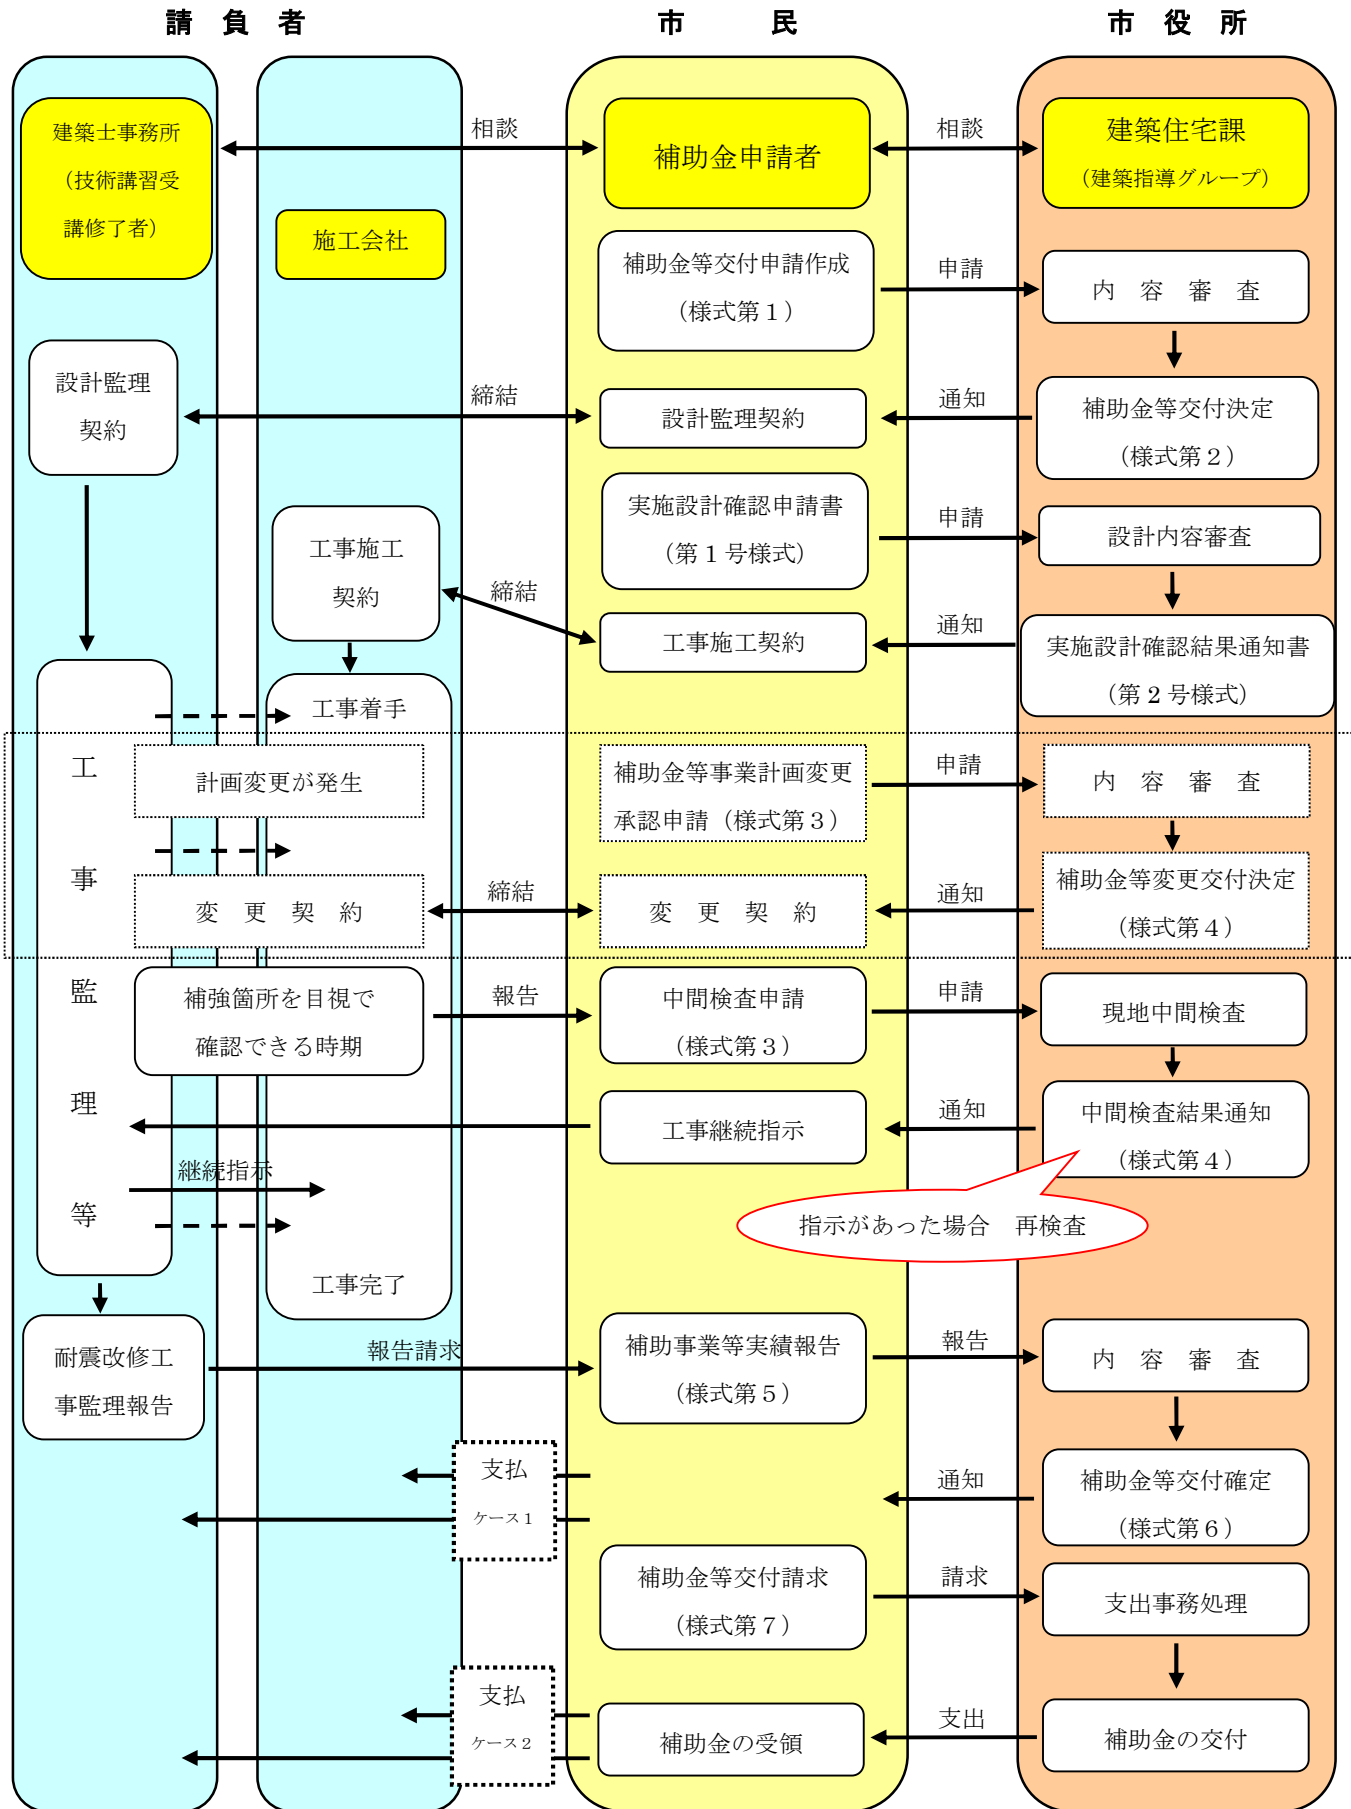 請　負　者
市　　　民
市　役　所
建築士事務所
（技術講習受
講修了者）
相談
補助金申請者
相談
建築住宅課
（建築指導グループ）
施工会社
補助金等交付申請作成
（様式第１）
申請
内　容　審　査
設計監理
契約
締結
設計監理契約
通知
補助金等交付決定
（様式第２）
実施設計確認申請書
（第１号様式）
申請
設計内容審査
工事施工
契約
締結
工事施工契約
通知
実施設計確認結果通知書
（第２号様式）
工事着手
工
事
監
理
等
計画変更が発生
補助金等事業計画変更
承認申請（様式第３）
申請
内　容　審　査
変　更　契　約
締結
変　更　契　約
通知
補助金等変更交付決定
（様式第４）
補強箇所を目視で
確認できる時期
報告
中間検査申請
（様式第３）
申請
現地中間検査
工事継続指示
通知
中間検査結果通知
（様式第４）
継続指示
指示があった場合　再検査
工事完了
耐震改修工
事監理報告
報告請求
補助事業等実績報告
（様式第５）
報告
内　容　審　査
支払
ケース１
通知
補助金等交付確定
（様式第６）
補助金等交付請求
（様式第７）
請求
支出事務処理
支払
ケース２
補助金の受領
支出
補助金の交付